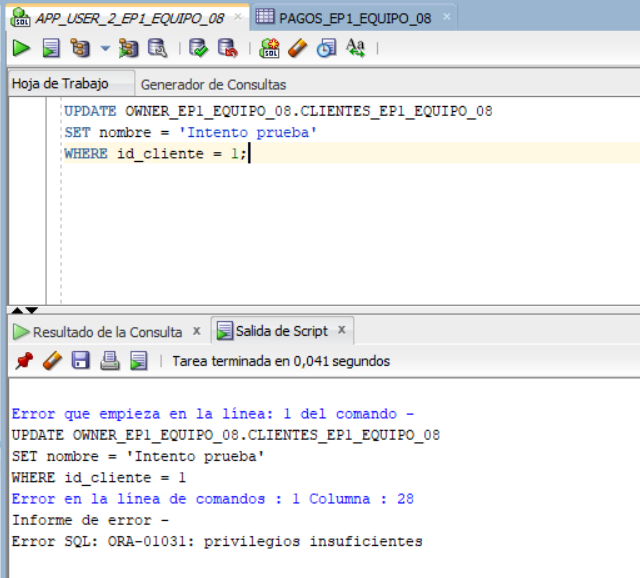 APP_USER_2_EP1_EQUIPO_08 × PAGOS_EP1_EQUIPO_08 ×
Hoja de Trabajo Generador de Consultas
UPDATE OWNER_EP1_EQUIPO_08.CLIENTES_EP1_EQUIPO_08
SET nombre = 'Intento prueba'
WHERE id_cliente = 1;
Resultado de la Consulta × Salida de Script ×
Tarea terminada en 0,041 segundos
Error que empieza en la línea: 1 del comando -
UPDATE OWNER_EP1_EQUIPO_08.CLIENTES_EP1_EQUIPO_08
SET nombre = 'Intento prueba'
WHERE id_cliente = 1
Error en la línea de comandos : 1 Columna : 28
Informe de error -
Error SQL: ORA-01031: privilegios insuficientes